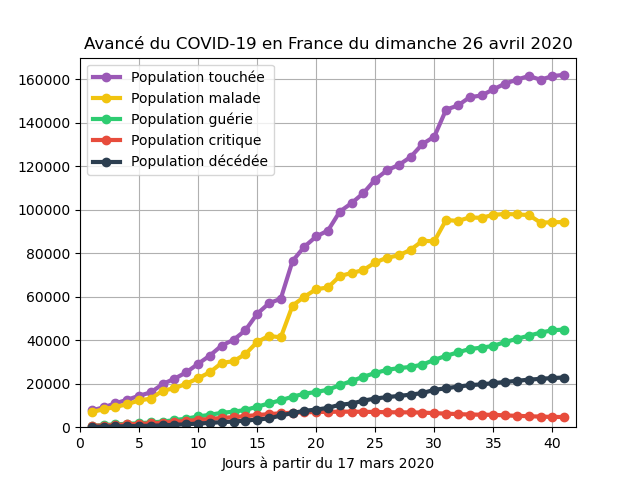 Avancé du COVID-19 en France du dimanche 26 avril 2020
Population touchée
Population malade
Population guérie
Population critique
Population décédée
160000
140000
120000
100000
80000
60000
40000
20000
0
0 5 10 15 20 25 30 35 40
Jours à partir du 17 mars 2020